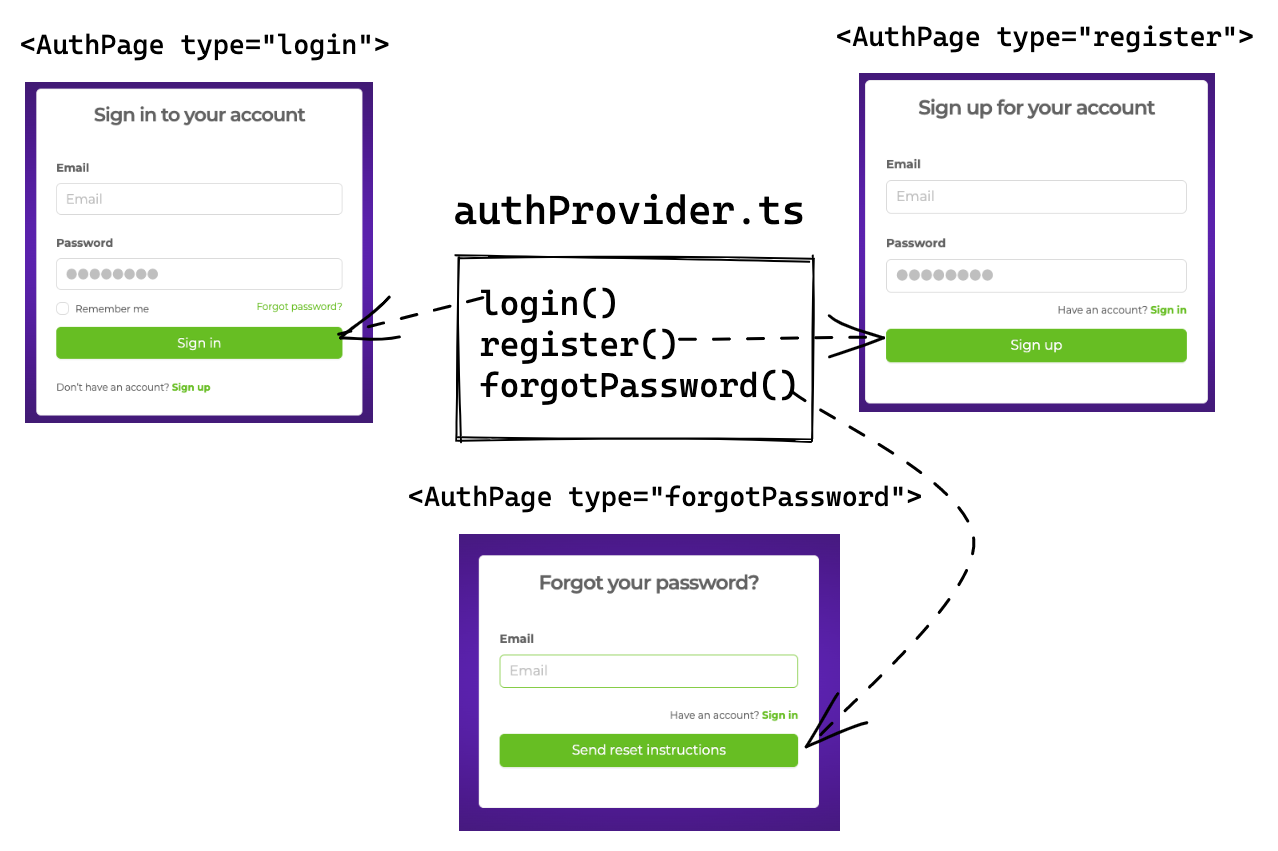 <AuthPage type="login">
Sign in to your account
Email
Email
Password
Remember me
Forgot password?
Sign in
Don't have an account? Sign up
authProvider.ts
login()
register()
forgotPassword()
<AuthPage type="register">
Sign up for your account
Email
Email
Password
Have an account? Sign in
Sign up
<AuthPage type="forgotPassword">
Forgot your password?
Email
Email
Have an account? Sign in
Send reset instructions